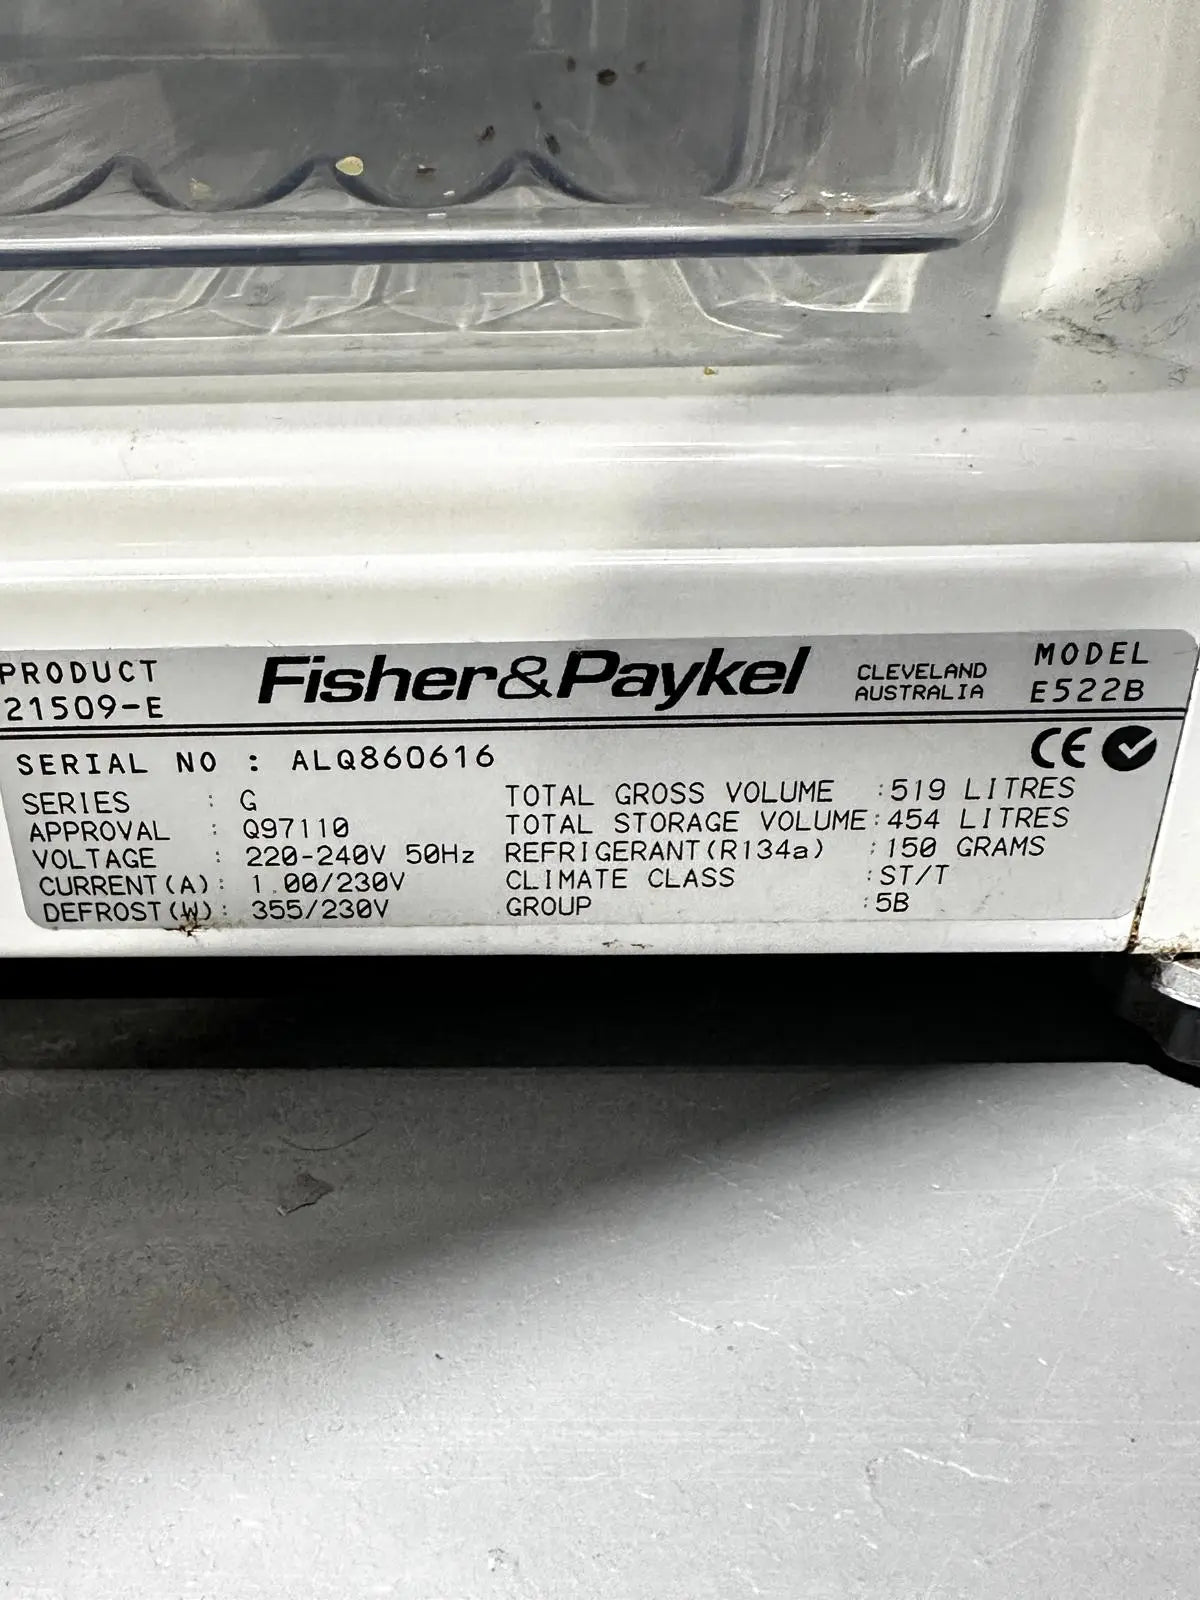 PRODUCT
21509-E
Fisher&Paykel
CLEVELAND
AUSTRALIA
MODEL
E522B
SERIAL NO : ALQ860616
CE
SERIES : G
APPROVAL : Q97110
VOLTAGE : 220-240V 50Hz
CURRENT(A): 1.00/230V
DEFROST(W): 355/230V
TOTAL GROSS VOLUME :519 LITRES
TOTAL STORAGE VOLUME:454 LITRES
REFRIGERANT(R134a) :150 GRAMS
CLIMATE CLASS :ST/T
GROUP :5B